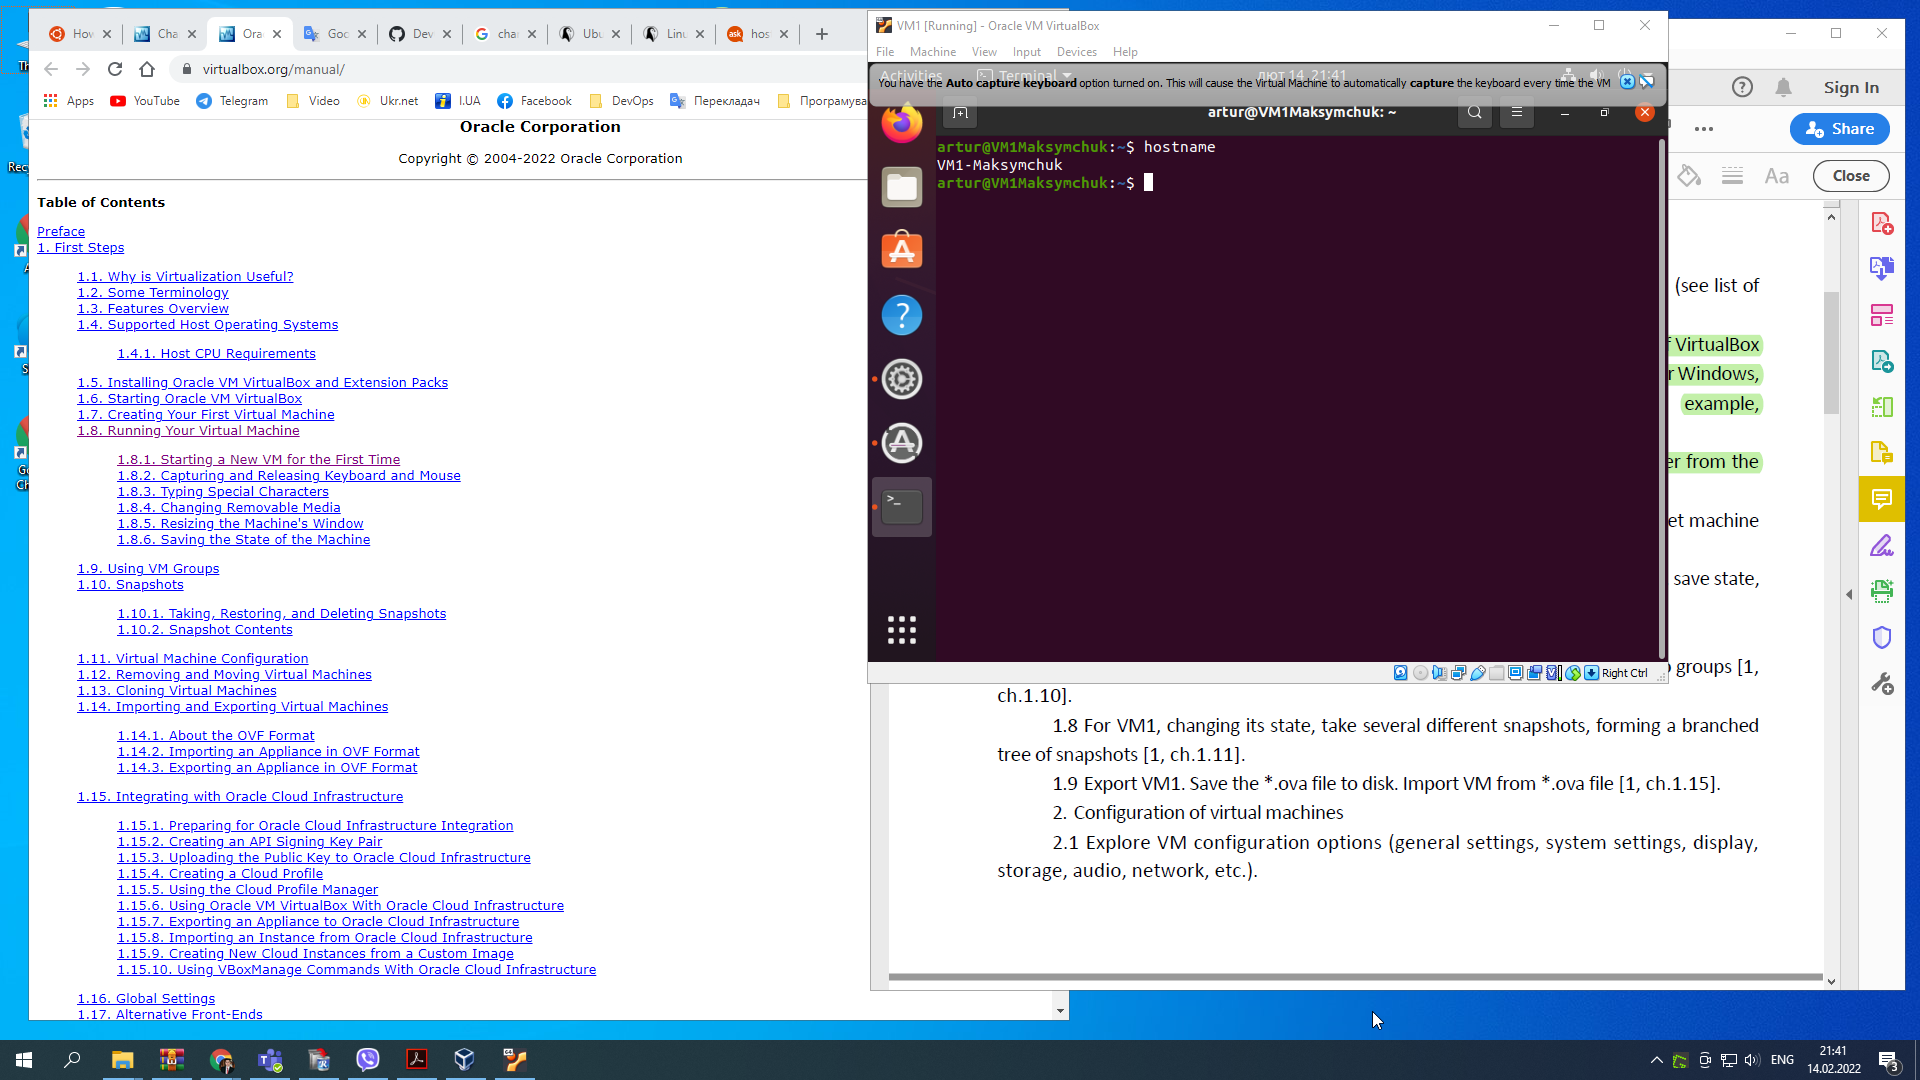 How
Cha
Ora
Goo
Dev
cha
Ubu
Linu
hos
virtualbox.org/manual/
Apps
YouTube
Telegram
Video
Ukr.net
I.UA
Facebook
DevOps
Перекладач
Oracle Corporation
Copyright © 2004-2022 Oracle Corporation
Table of Contents
Preface
1. First Steps
1.1. Why is Virtualization Useful?
1.2. Some Terminology
1.3. Features Overview
1.4. Supported Host Operating Systems
1.4.1. Host CPU Requirements
1.5. Installing Oracle VM VirtualBox and Extension Packs
1.6. Starting Oracle VM VirtualBox
1.7. Creating Your First Virtual Machine
1.8. Running Your Virtual Machine
1.8.1. Starting a New VM for the First Time
1.8.2. Capturing and Releasing Keyboard and Mouse
1.8.3. Typing Special Characters
1.8.4. Changing Removable Media
1.8.5. Resizing the Machine's Window
1.8.6. Saving the State of the Machine
1.9. Using VM Groups
1.10. Snapshots
1.10.1. Taking, Restoring, and Deleting Snapshots
1.10.2. Snapshot Contents
1.11. Virtual Machine Configuration
1.12. Removing and Moving Virtual Machines
1.13. Cloning Virtual Machines
1.14. Importing and Exporting Virtual Machines
1.14.1. About the OVF Format
1.14.2. Importing an Appliance in OVF Format
1.14.3. Exporting an Appliance in OVF Format
1.15. Integrating with Oracle Cloud Infrastructure
1.15.1. Preparing for Oracle Cloud Infrastructure Integration
1.15.2. Creating an API Signing Key Pair
1.15.3. Uploading the Public Key to Oracle Cloud Infrastructure
1.15.4. Creating a Cloud Profile
1.15.5. Using the Cloud Profile Manager
1.15.6. Using Oracle VM VirtualBox With Oracle Cloud Infrastructure
1.15.7. Exporting an Appliance to Oracle Cloud Infrastructure
1.15.8. Importing an Instance from Oracle Cloud Infrastructure
1.15.9. Creating New Cloud Instances from a Custom Image
1.15.10. Using VBoxManage Commands With Oracle Cloud Infrastructure
1.16. Global Settings
1.17. Alternative Front-Ends
VM1 [Running] - Oracle VM VirtualBox
File Machine View Input Devices Help
Activities Terminal лют 14, 21:41
You have the Auto capture keyboard option turned on. This will cause the Virtual Machine to automatically capture the keyboard every time the VM
artur@VM1Maksymchuk: ~
artur@VM1Maksymchuk:~$ hostname
VM1-Maksymchuk
artur@VM1Maksymchuk:~$
Right Ctrl
Sign In
Share
Aa
Close
(see list of
f VirtualBox
r Windows,
example,
er from the
et machine
save state,
groups [1,
ch.1.10].
1.8 For VM1, changing its state, take several different snapshots, forming a branched
tree of snapshots [1, ch.1.11].
1.9 Export VM1. Save the *.ova file to disk. Import VM from *.ova file [1, ch.1.15].
2. Configuration of virtual machines
2.1 Explore VM configuration options (general settings, system settings, display,
storage, audio, network, etc.).
ENG
21:41
14.02.2022
3